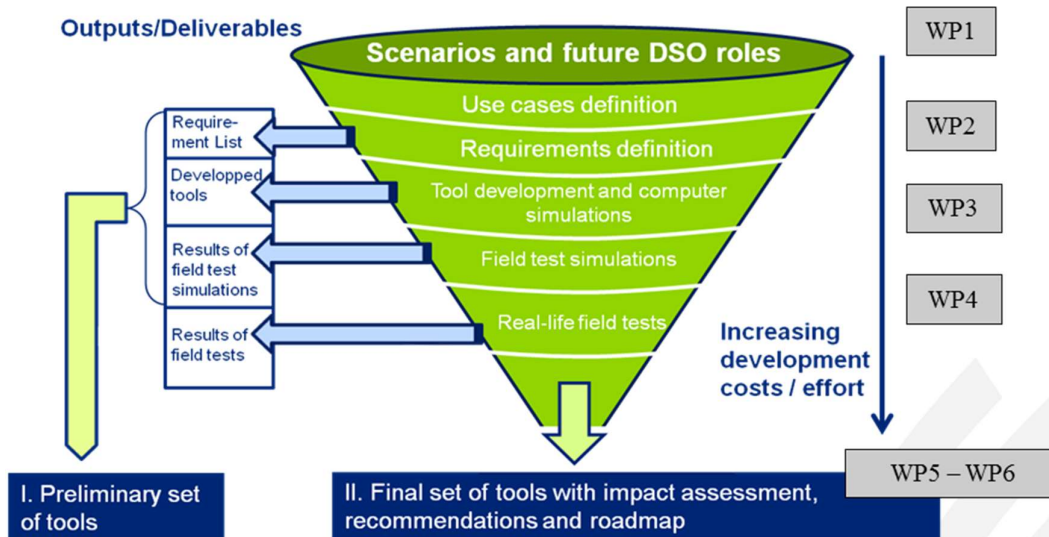 Outputs/Deliverables
Scenarios and future DSO roles
WP1
Use cases definition
WP2
Require-
ment List
Requirements definition
Developped
tools
Tool development and computer
simulations
WP3
Results of
field test
simulations
Field test simulations
WP4
Results of
field tests
Real-life field tests
Increasing
development
costs / effort
WP5 – WP6
I. Preliminary set
of tools
II. Final set of tools with impact assessment,
recommendations and roadmap